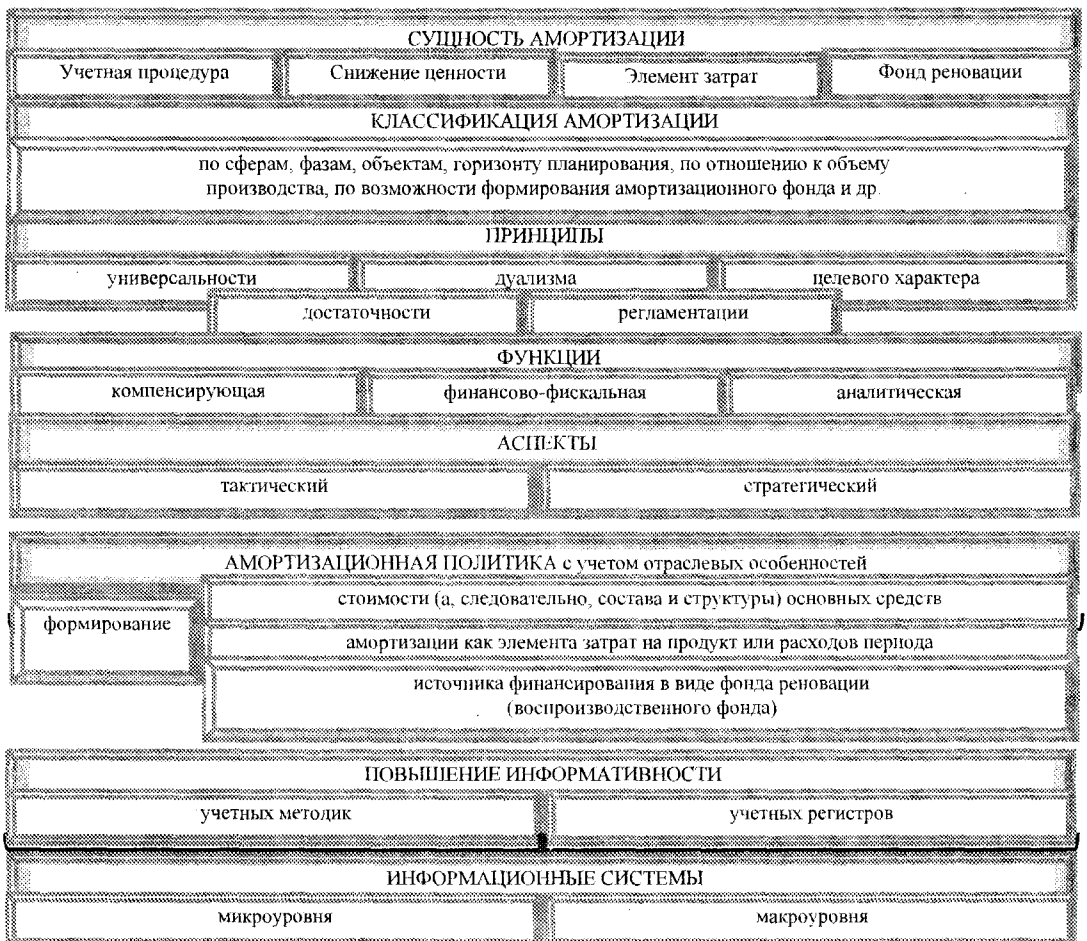 СУЩНОСТЬ АМОРТИЗАЦИИ
Учетная процедура Снижение ценности Элемент затрат Фонд реновации
КЛАССИФИКАЦИЯ АМОРТИЗАЦИИ
по сферам, фазам, объектам, горизонту планирования, по отношению к объему
производства, по возможности формирования амортизационного фонда и др.
ПРИНЦИПЫ
универсальности дуализма целевого характера
достаточности регламентации
ФУНКЦИИ
компенсирующая финансово-фискальная аналитическая
АСПЕКТЫ
тактический стратегический
АМОРТИЗАЦИОННАЯ ПОЛИТИКА с учетом отраслевых особенностей
формирование
стоимости (а, следовательно, состава и структуры) основных средств
амортизации как элемента затрат на продукт или расходов периода
источника финансирования в виде фонда реновации
(воспроизводственного фонда)
ПОВЫШЕНИЕ ИНФОРМАТИВНОСТИ
учетных методик учетных регистров
ИНФОРМАЦИОННЫЕ СИСТЕМЫ
микроуровня макроуровня